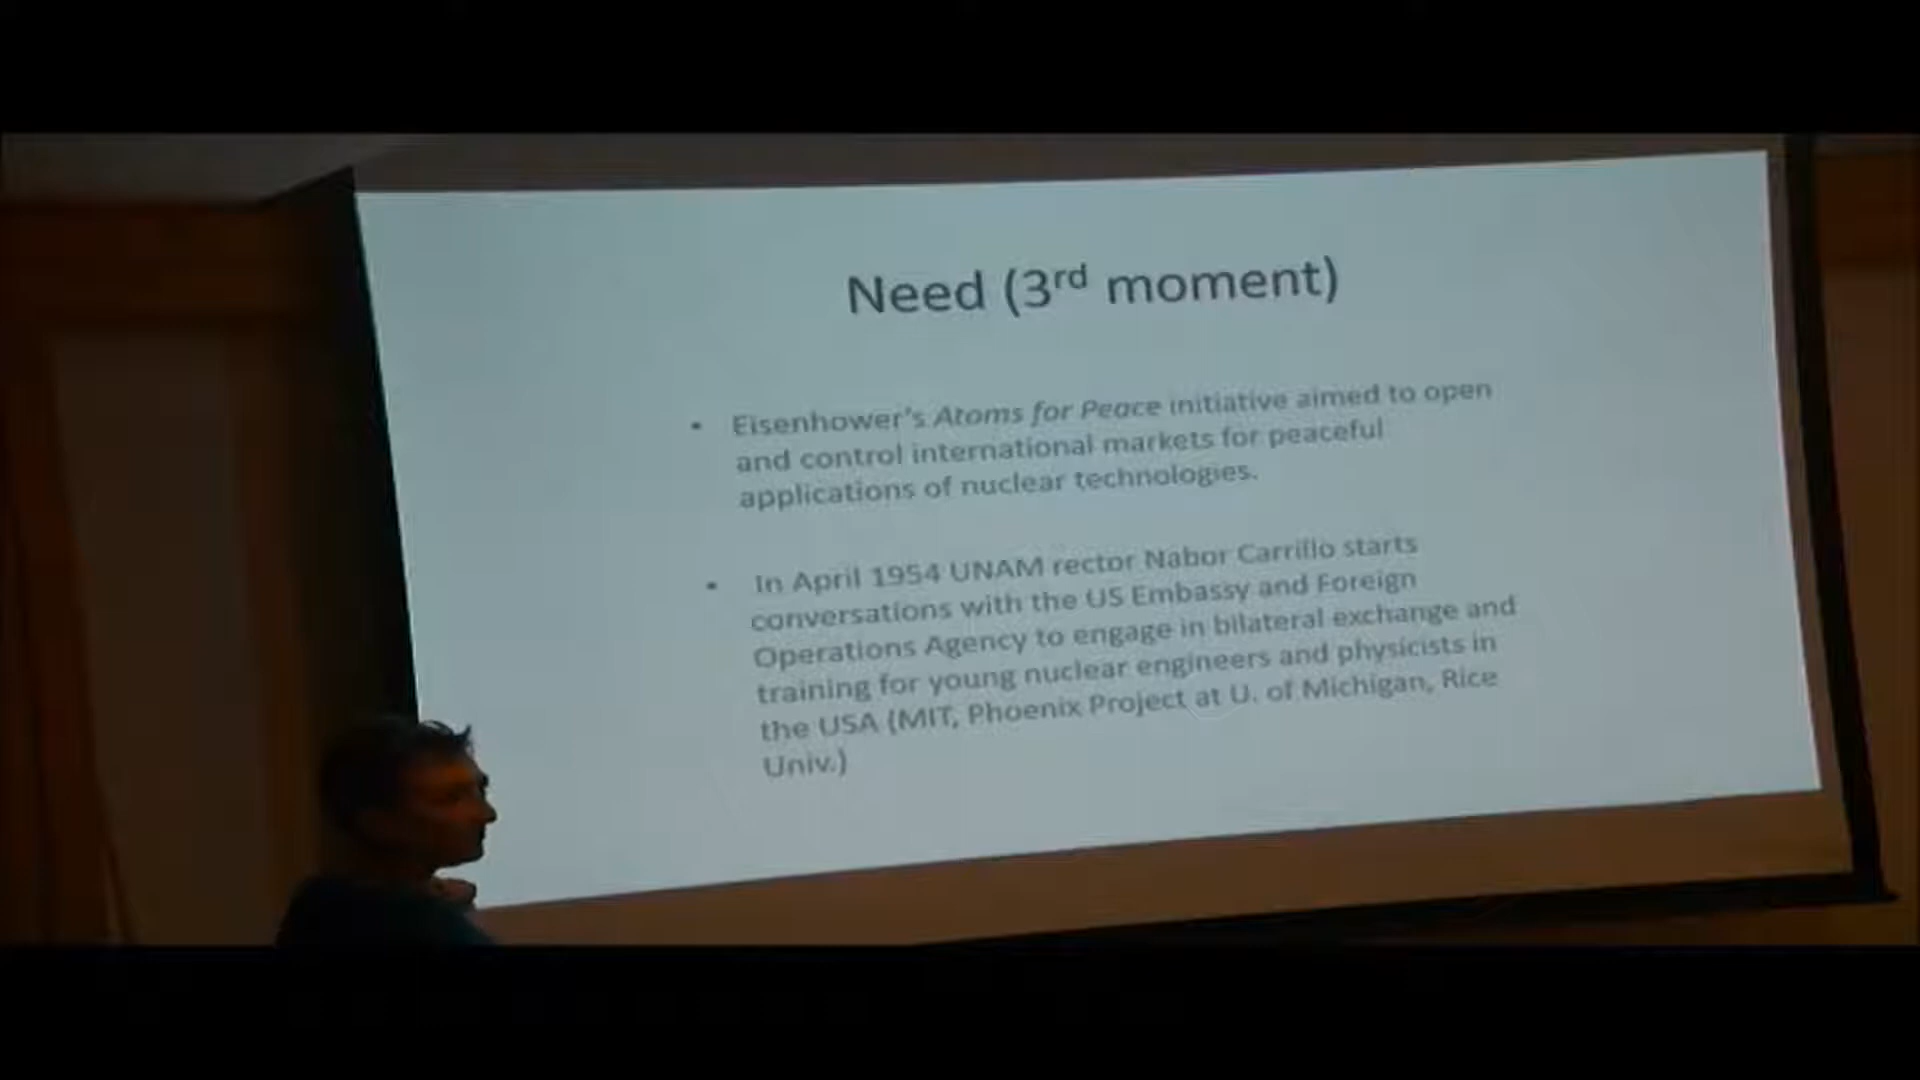 Need (3rd moment)
• Eisenhower's Atoms for Peace initiative aimed to open
and control international markets for peaceful
applications of nuclear technologies.
• In April 1954 UNAM rector Nabor Carrillo starts
conversations with the US Embassy and Foreign
Operations Agency to engage in bilateral exchange and
training for young nuclear engineers and physicists in
the USA (MIT, Phoenix Project at U. of Michigan, Rice
Univ.)